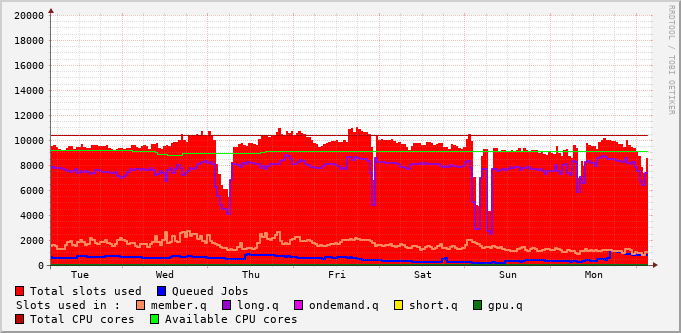 RRDTOOL / TOBI OETIKER
20000
18000
16000
14000
12000
10000
8000
6000
4000
2000
0
Tue Wed Thu Fri Sat Sun Mon
Total slots used Queued Jobs
Slots used in : member.q long.q ondemand.q short.q gpu.q
Total CPU cores Available CPU cores